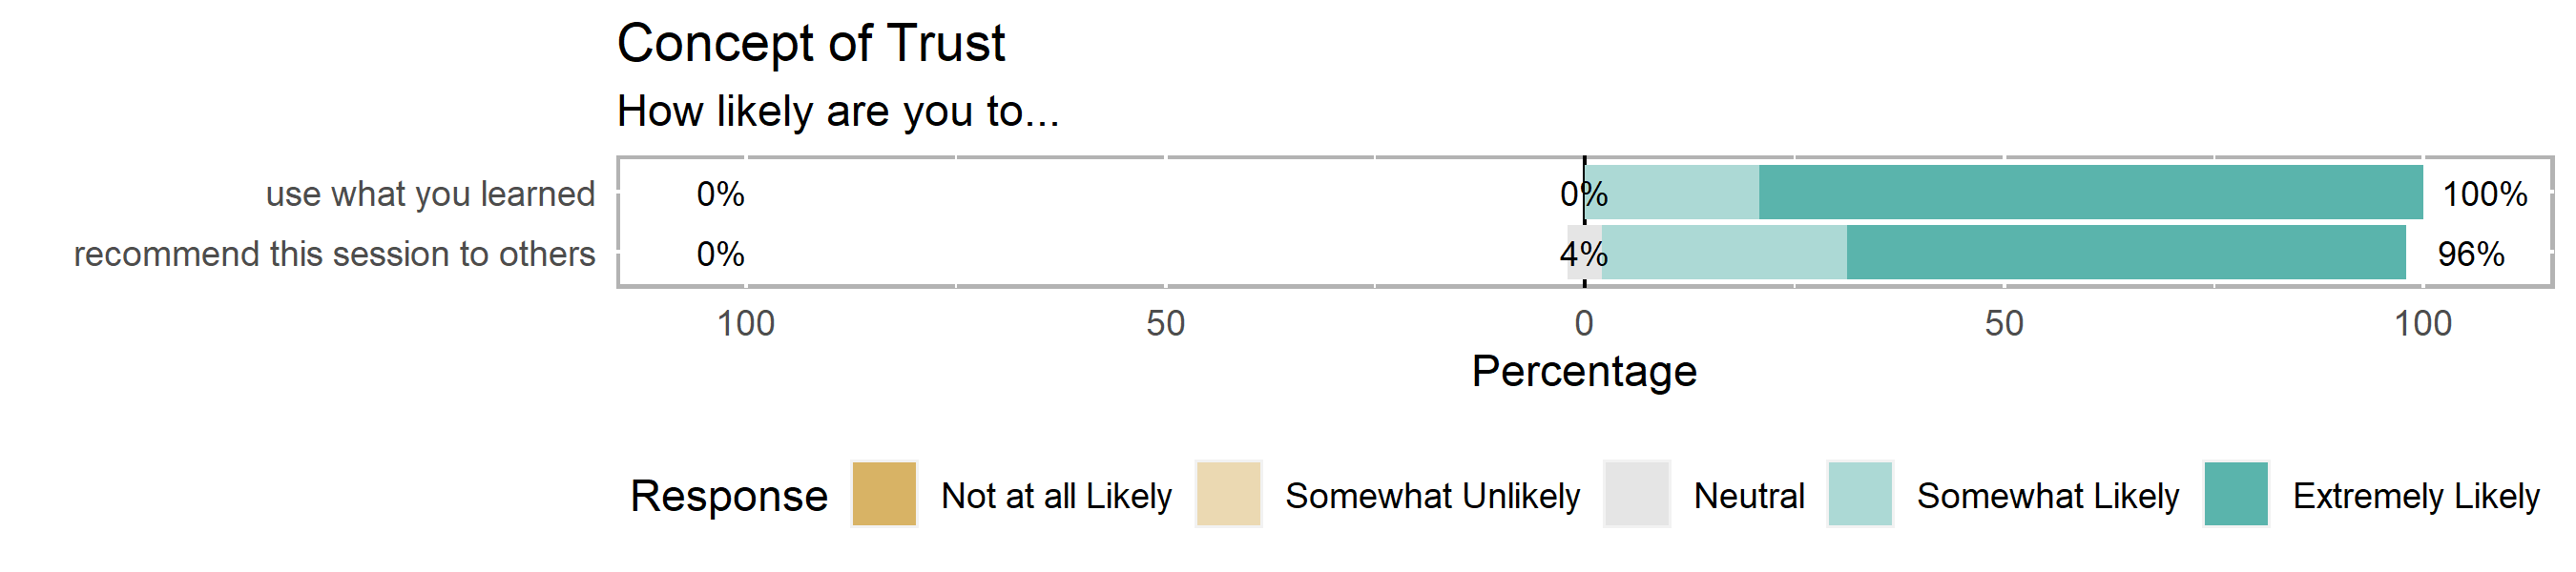 Concept of Trust
How likely are you to...
use what you learned 0% 0% 100%
recommend this session to others 0% 4% 96%
100 50 0 50 100
Percentage
Response Not at all Likely Somewhat Unlikely Neutral Somewhat Likely Extremely Likely